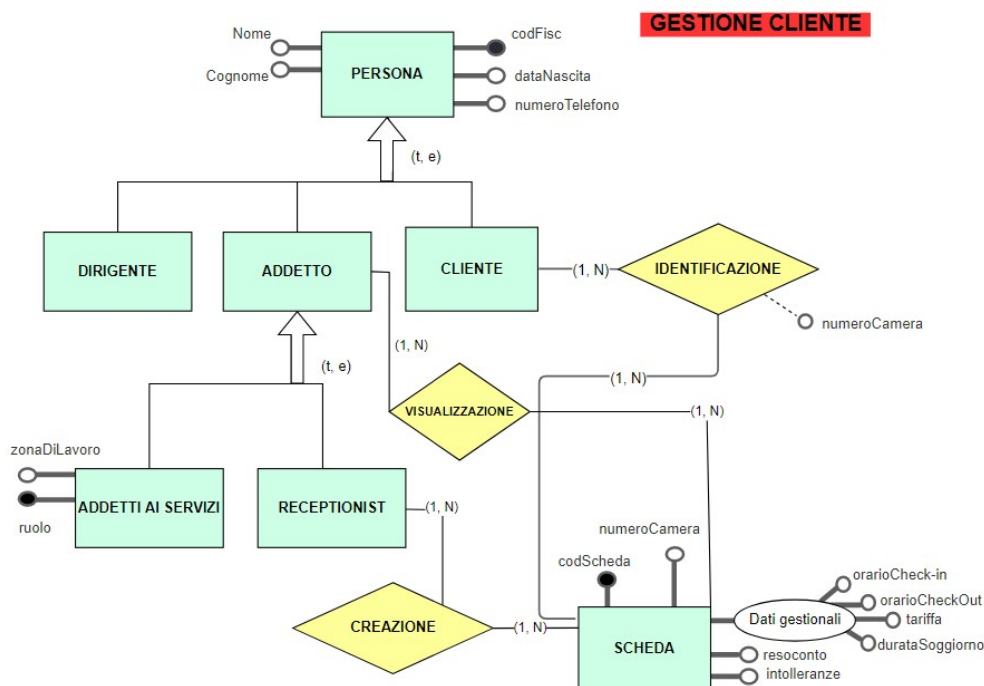 GESTIONE CLIENTE
Nome
codFisc
Cognome
PERSONA
dataNascita
numeroTelefono
(t, e)
DIRIGENTE
ADDETTO
CLIENTE
(1, N)
IDENTIFICAZIONE
numeroCamera
(1, N)
(t, e)
(1, N)
VISUALIZZAZIONE
(1, N)
zonaDiLavoro
ADDETTI AI SERVIZI
ruolo
RECEPTIONIST
(1, N)
numeroCamera
codScheda
orarioCheck-in
orarioCheckOut
Dati gestionali
tariffa
durataSoggiorno
CREAZIONE
(1, N)
SCHEDA
resoconto
intolleranze